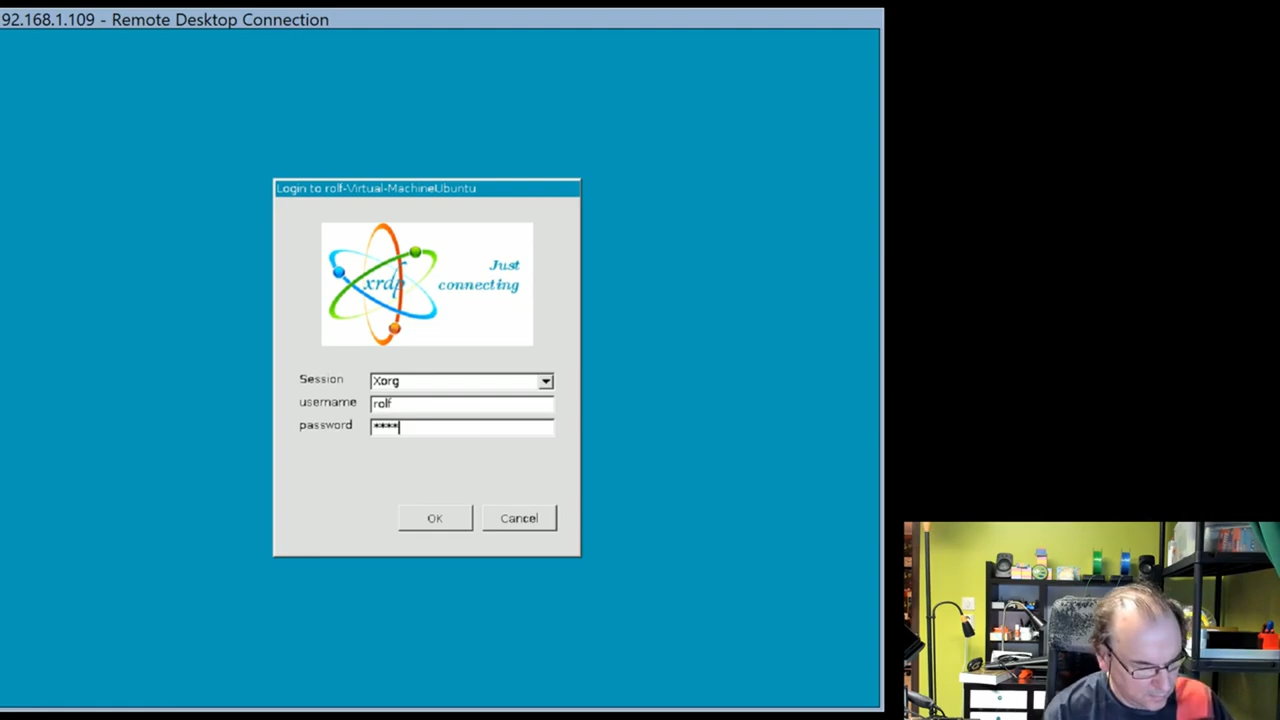 92.168.1.109 - Remote Desktop Connection
Login to rolf-Virtual-MachineUbuntu
xrdp
Just
connecting
Session
Xorg
username
rolf
password
****
OK
Cancel